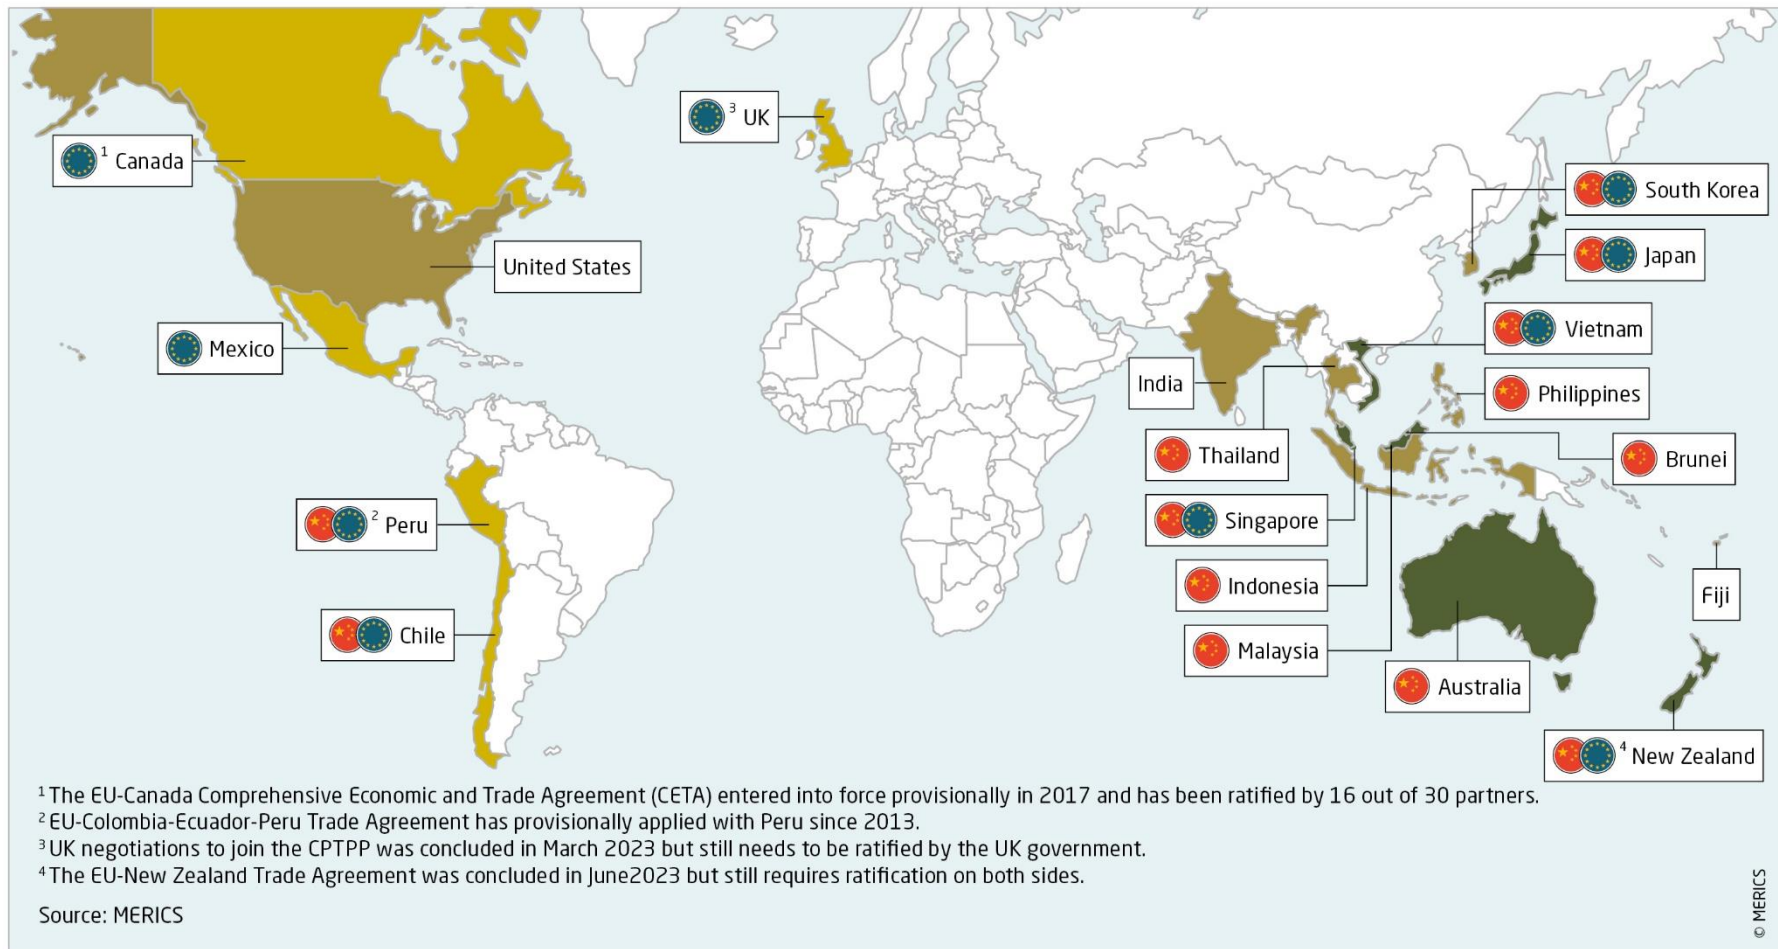 3 UK
1 Canada
South Korea
United States
Japan
Vietnam
Mexico
India
Philippines
Thailand
Brunei
Singapore
2 Peru
Indonesia
Fiji
Chile
Malaysia
Australia
4 New Zealand
1 The EU-Canada Comprehensive Economic and Trade Agreement (CETA) entered into force provisionally in 2017 and has been ratified by 16 out of 30 partners.
2 EU-Colombia-Ecuador-Peru Trade Agreement has provisionally applied with Peru since 2013.
3 UK negotiations to join the CPTPP was concluded in March 2023 but still needs to be ratified by the UK government.
4 The EU-New Zealand Trade Agreement was concluded in June2023 but still requires ratification on both sides.
Source: MERICS
© MERICS